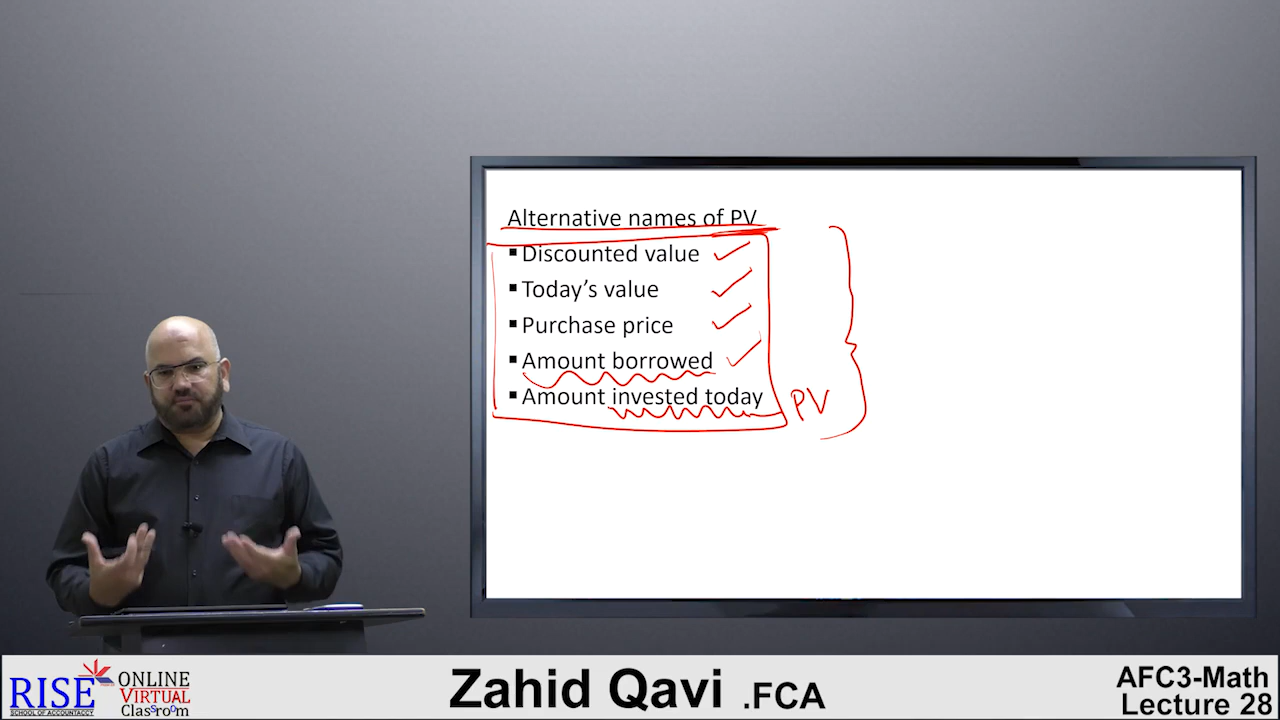 Alternative names of PV
▪Discounted value
▪Today’s value
▪Purchase price
▪Amount borrowed
▪Amount invested today
PV
RISE
SCHOOL OF ACCOUNTACCY
ONLINE
VIRTUAL
Classroom
Zahid Qavi .FCA
AFC3-Math
Lecture 28